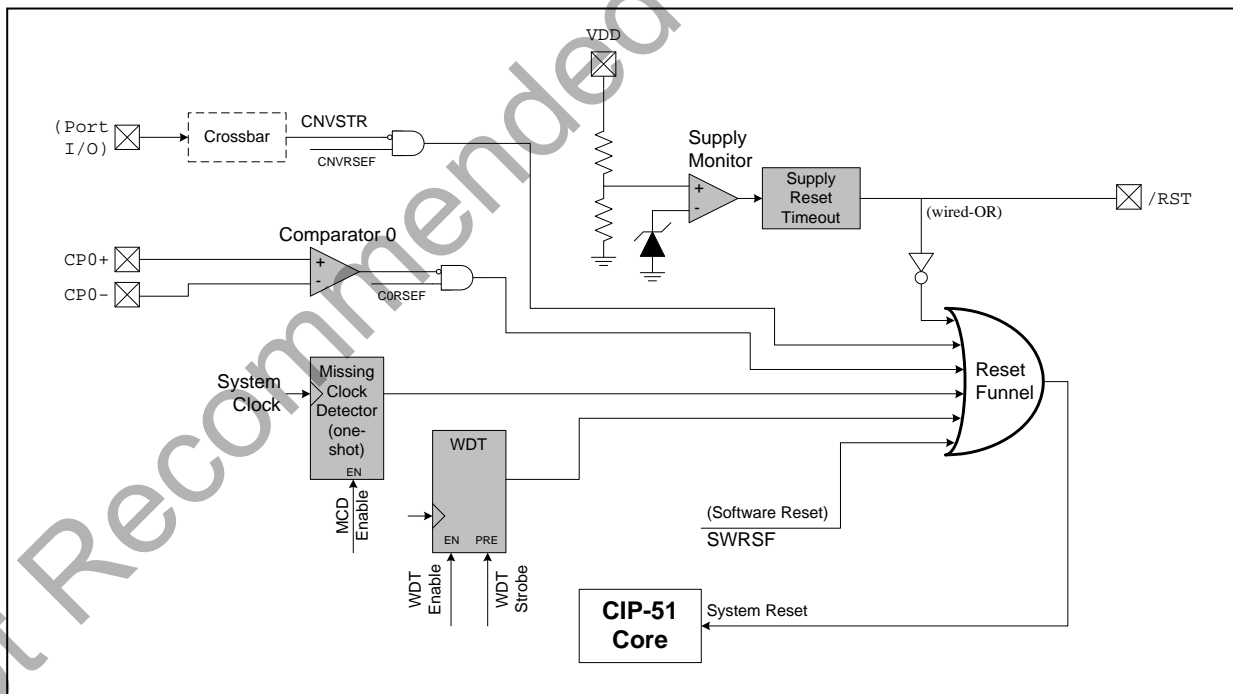 VDD
(Port
I/O)
Crossbar
CNVSTR
CNVRSEF
Supply
Monitor
+
-
Supply
Reset
Timeout
(wired-OR)
/RST
Comparator 0
CP0+
CP0-
+
-
C0RSEF
System
Clock
Missing
Clock
Detector
(one-
shot)
EN
MCD
Enable
WDT
EN
PRE
WDT
Enable
WDT
Strobe
(Software Reset)
SWRSF
Reset
Funnel
CIP-51
Core
System Reset
Recommended